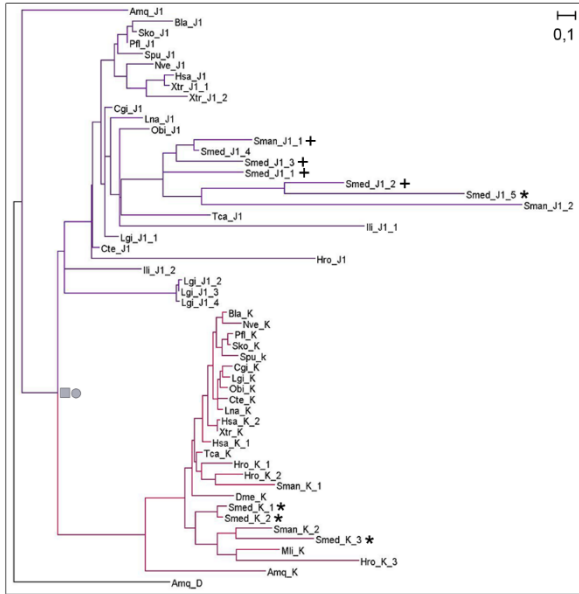 Amq_J1
0,1
Bla_J1
Sko_J1
Pfl_J1
Spu_J1
Nve_J1
Hsa_J1
Xtr_J1_1
Xtr_J1_2
Cgi_J1
Lna_J1
Obi_J1
Sman_J1_1 +
Smed_J1_4
Smed_J1_3 +
Smed_J1_1 +
Smed_J1_2 +
Smed_J1_5 *
Sman_J1_2
Tca_J1
Ili_J1_1
Lgi_J1_1
Cte_J1
Hro_J1
Ili_J1_2
Lgi_J1_2
Lgi_J1_3
Lgi_J1_4
Bla_K
Nve_K
Pfl_K
Sko_K
Spu_k
Cgi_K
Lgi_K
Obi_K
Cte_K
Lna_K
Hsa_K_2
Xtr_K
Hsa_K_1
Tca_K
Hro_K_1
Hro_K_2
Sman_K_1
Dme_K
Smed_K_1 *
Smed_K_2 *
Sman_K_2
Smed_K_3 *
Mli_K
Hro_K_3
Amq_K
Amq_D